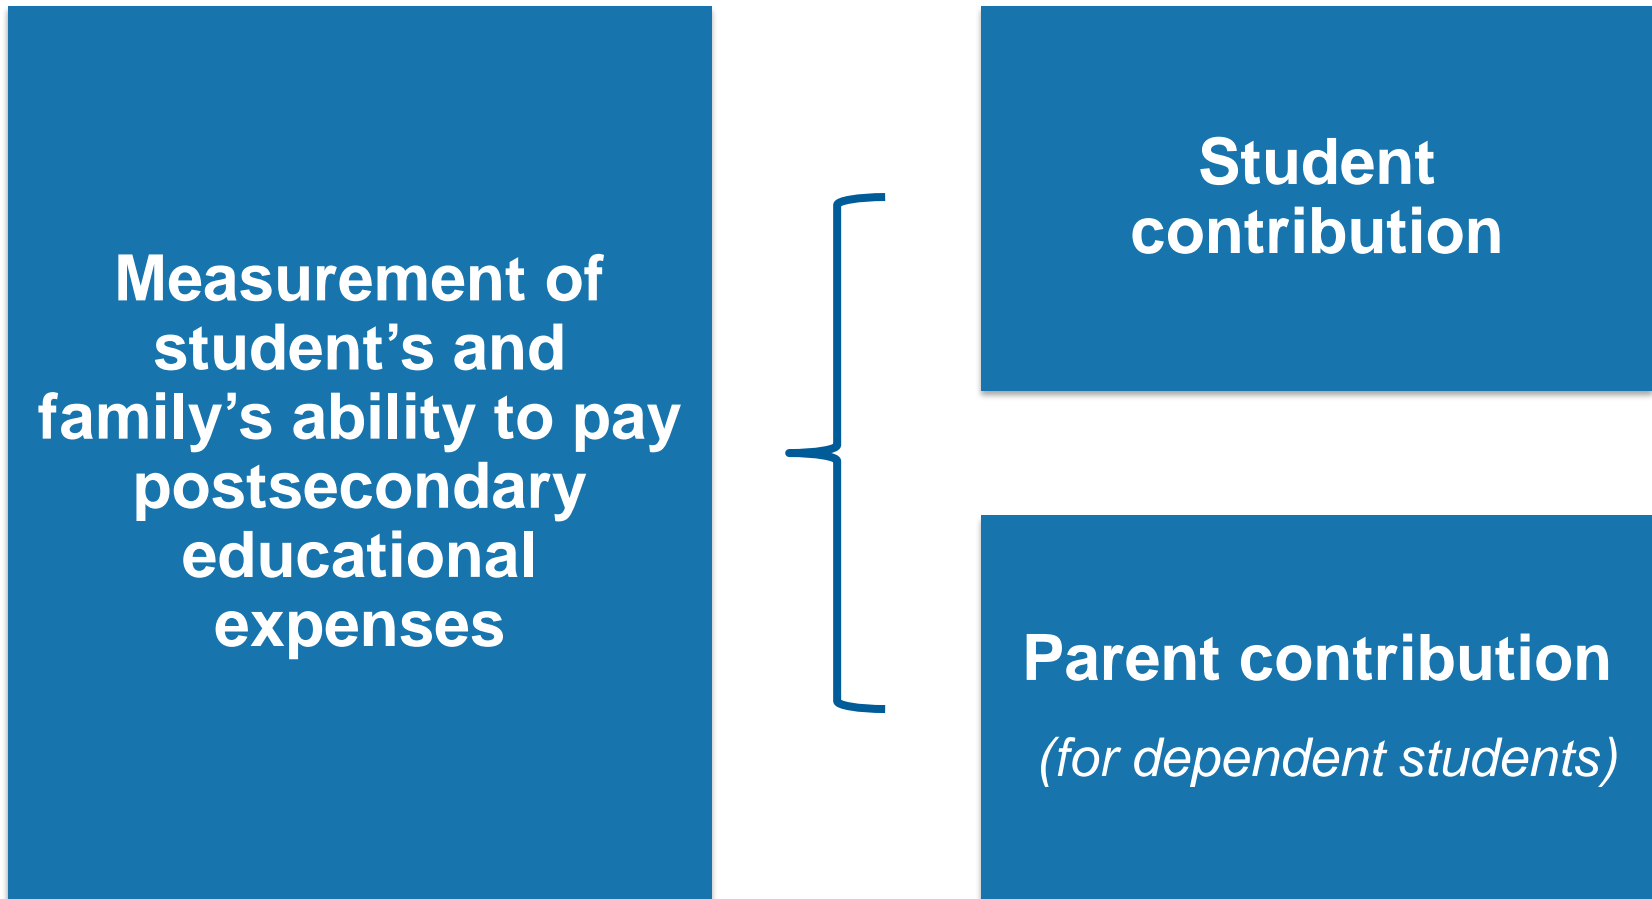 Measurement of
student’s and
family’s ability to pay
postsecondary
educational
expenses
Student
contribution
Parent contribution
(for dependent students)